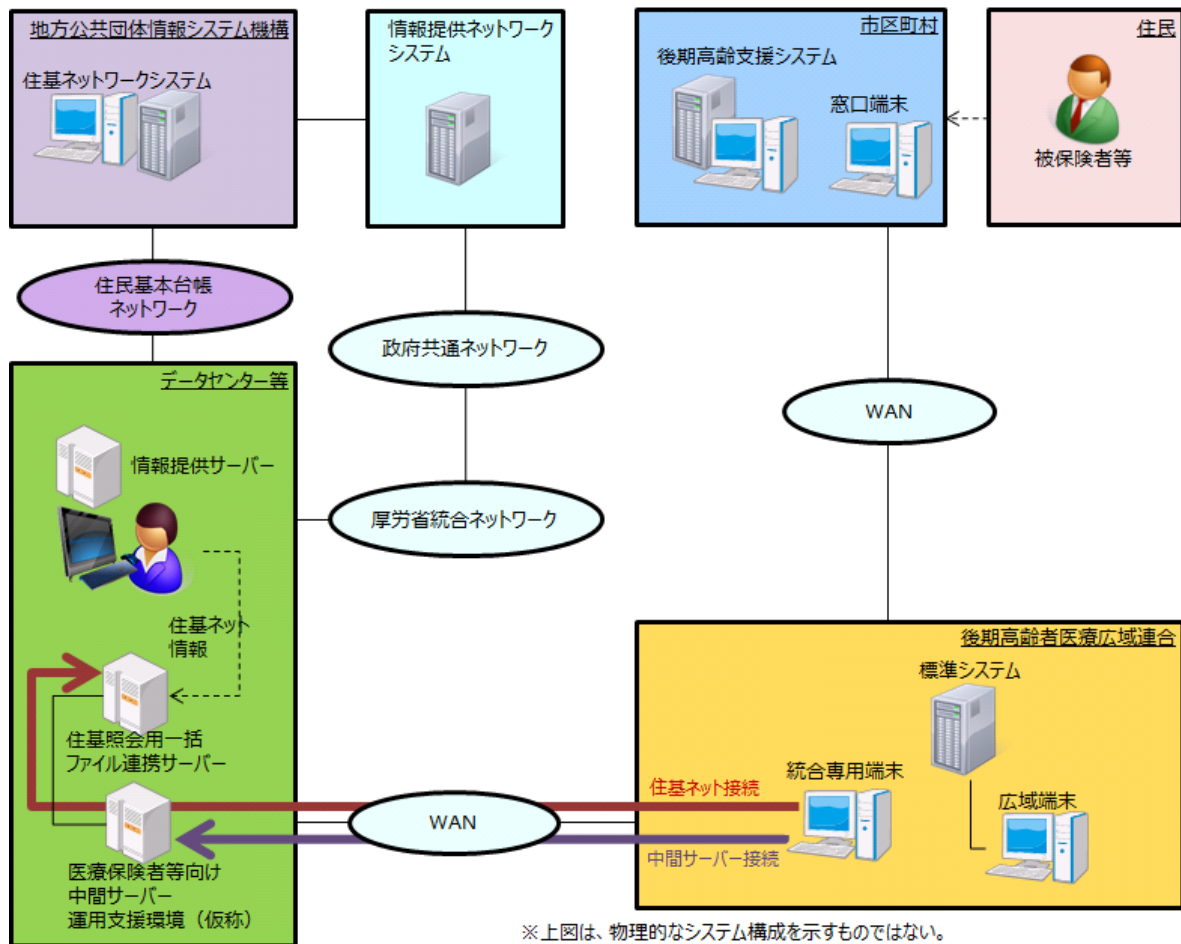 地方公共団体情報システム機構
住基ネットワークシステム
情報提供ネットワーク
システム
市区町村
後期高齢支援システム
窓口端末
住民
被保険者等
住民基本台帳
ネットワーク
政府共通ネットワーク
WAN
厚労省統合ネットワーク
データセンター等
情報提供サーバー
住基ネット
情報
住基照会用一括
ファイル連携サーバー
医療保険者等向け
中間サーバー
運用支援環境（仮称）
WAN
後期高齢者医療広域連合
標準システム
統合専用端末
広域端末
住基ネット接続
中間サーバー接続
※上図は、物理的なシステム構成を示すものではない。